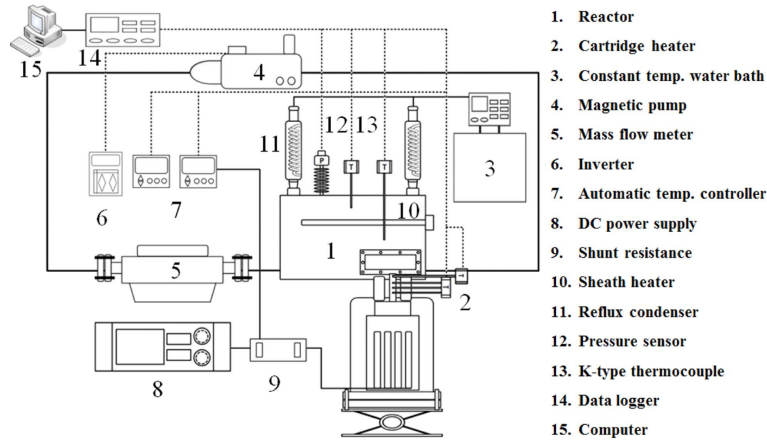 15
14
4
12
13
11
3
6
7
P
T
T
10
1
5
2
8
9
1. Reactor
2. Cartridge heater
3. Constant temp. water bath
4. Magnetic pump
5. Mass flow meter
6. Inverter
7. Automatic temp. controller
8. DC power supply
9. Shunt resistance
10. Sheath heater
11. Reflux condenser
12. Pressure sensor
13. K-type thermocouple
14. Data logger
15. Computer